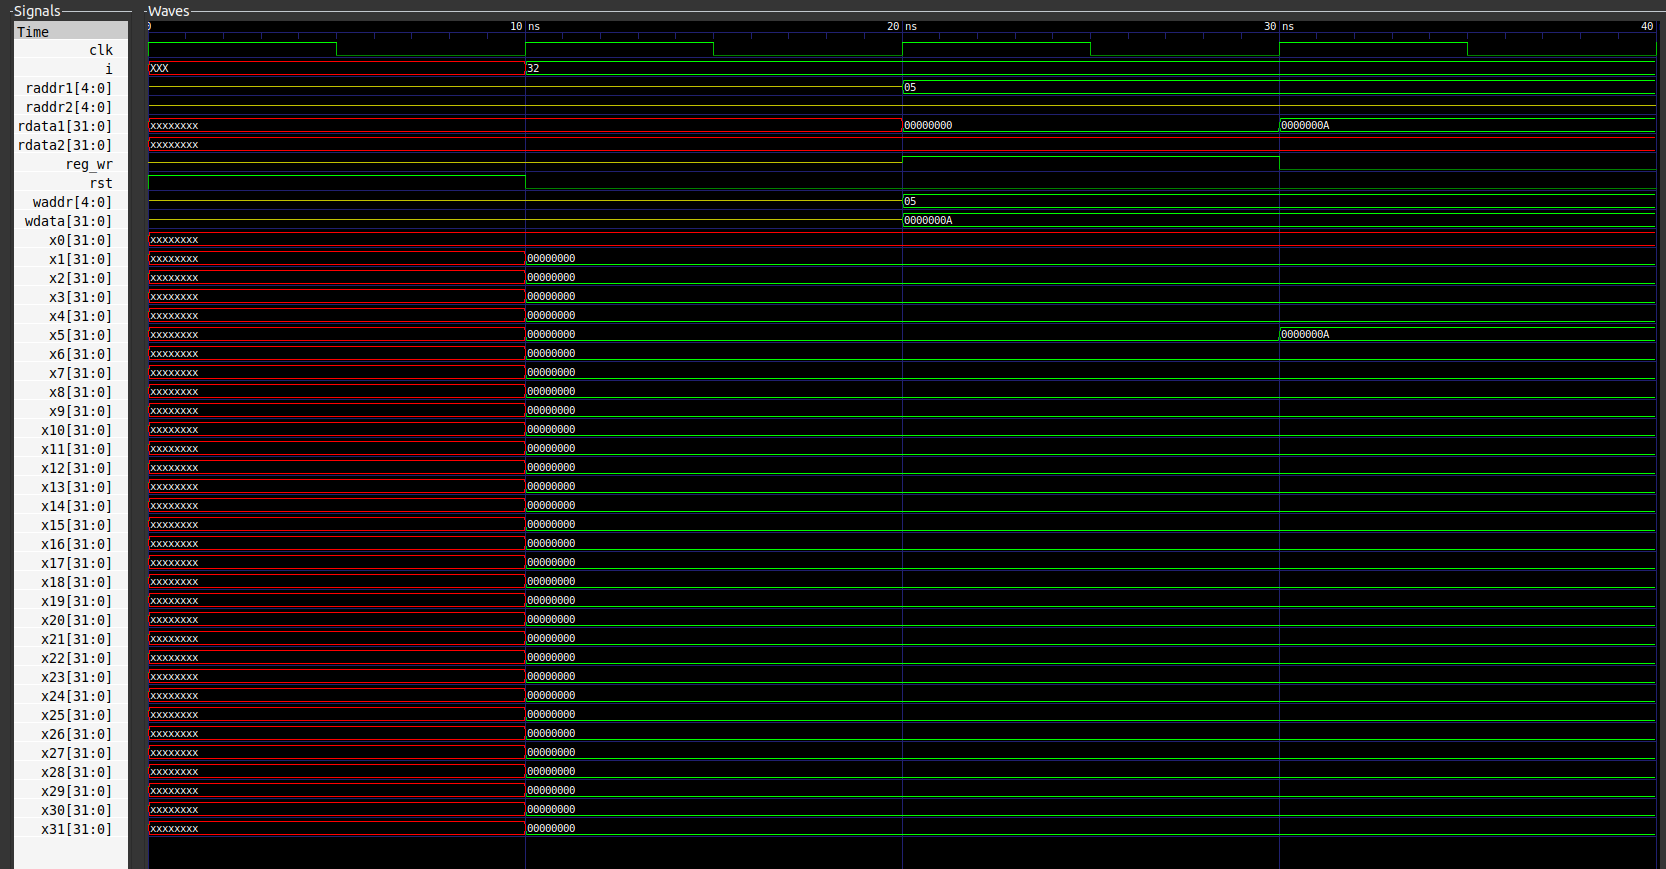 Signals Waves
Time 0 10 ns 20 ns 30 ns 40
clk
i XXX 32
raddr1[4:0] 05
raddr2[4:0]
rdata1[31:0] xxxxxxxx 00000000 0000000A
rdata2[31:0] xxxxxxxx
reg_wr
rst
waddr[4:0] 05
wdata[31:0] 0000000A
x0[31:0] xxxxxxxx
x1[31:0] xxxxxxxx 00000000
x2[31:0] xxxxxxxx 00000000
x3[31:0] xxxxxxxx 00000000
x4[31:0] xxxxxxxx 00000000
x5[31:0] xxxxxxxx 00000000 0000000A
x6[31:0] xxxxxxxx 00000000
x7[31:0] xxxxxxxx 00000000
x8[31:0] xxxxxxxx 00000000
x9[31:0] xxxxxxxx 00000000
x10[31:0] xxxxxxxx 00000000
x11[31:0] xxxxxxxx 00000000
x12[31:0] xxxxxxxx 00000000
x13[31:0] xxxxxxxx 00000000
x14[31:0] xxxxxxxx 00000000
x15[31:0] xxxxxxxx 00000000
x16[31:0] xxxxxxxx 00000000
x17[31:0] xxxxxxxx 00000000
x18[31:0] xxxxxxxx 00000000
x19[31:0] xxxxxxxx 00000000
x20[31:0] xxxxxxxx 00000000
x21[31:0] xxxxxxxx 00000000
x22[31:0] xxxxxxxx 00000000
x23[31:0] xxxxxxxx 00000000
x24[31:0] xxxxxxxx 00000000
x25[31:0] xxxxxxxx 00000000
x26[31:0] xxxxxxxx 00000000
x27[31:0] xxxxxxxx 00000000
x28[31:0] xxxxxxxx 00000000
x29[31:0] xxxxxxxx 00000000
x30[31:0] xxxxxxxx 00000000
x31[31:0] xxxxxxxx 00000000